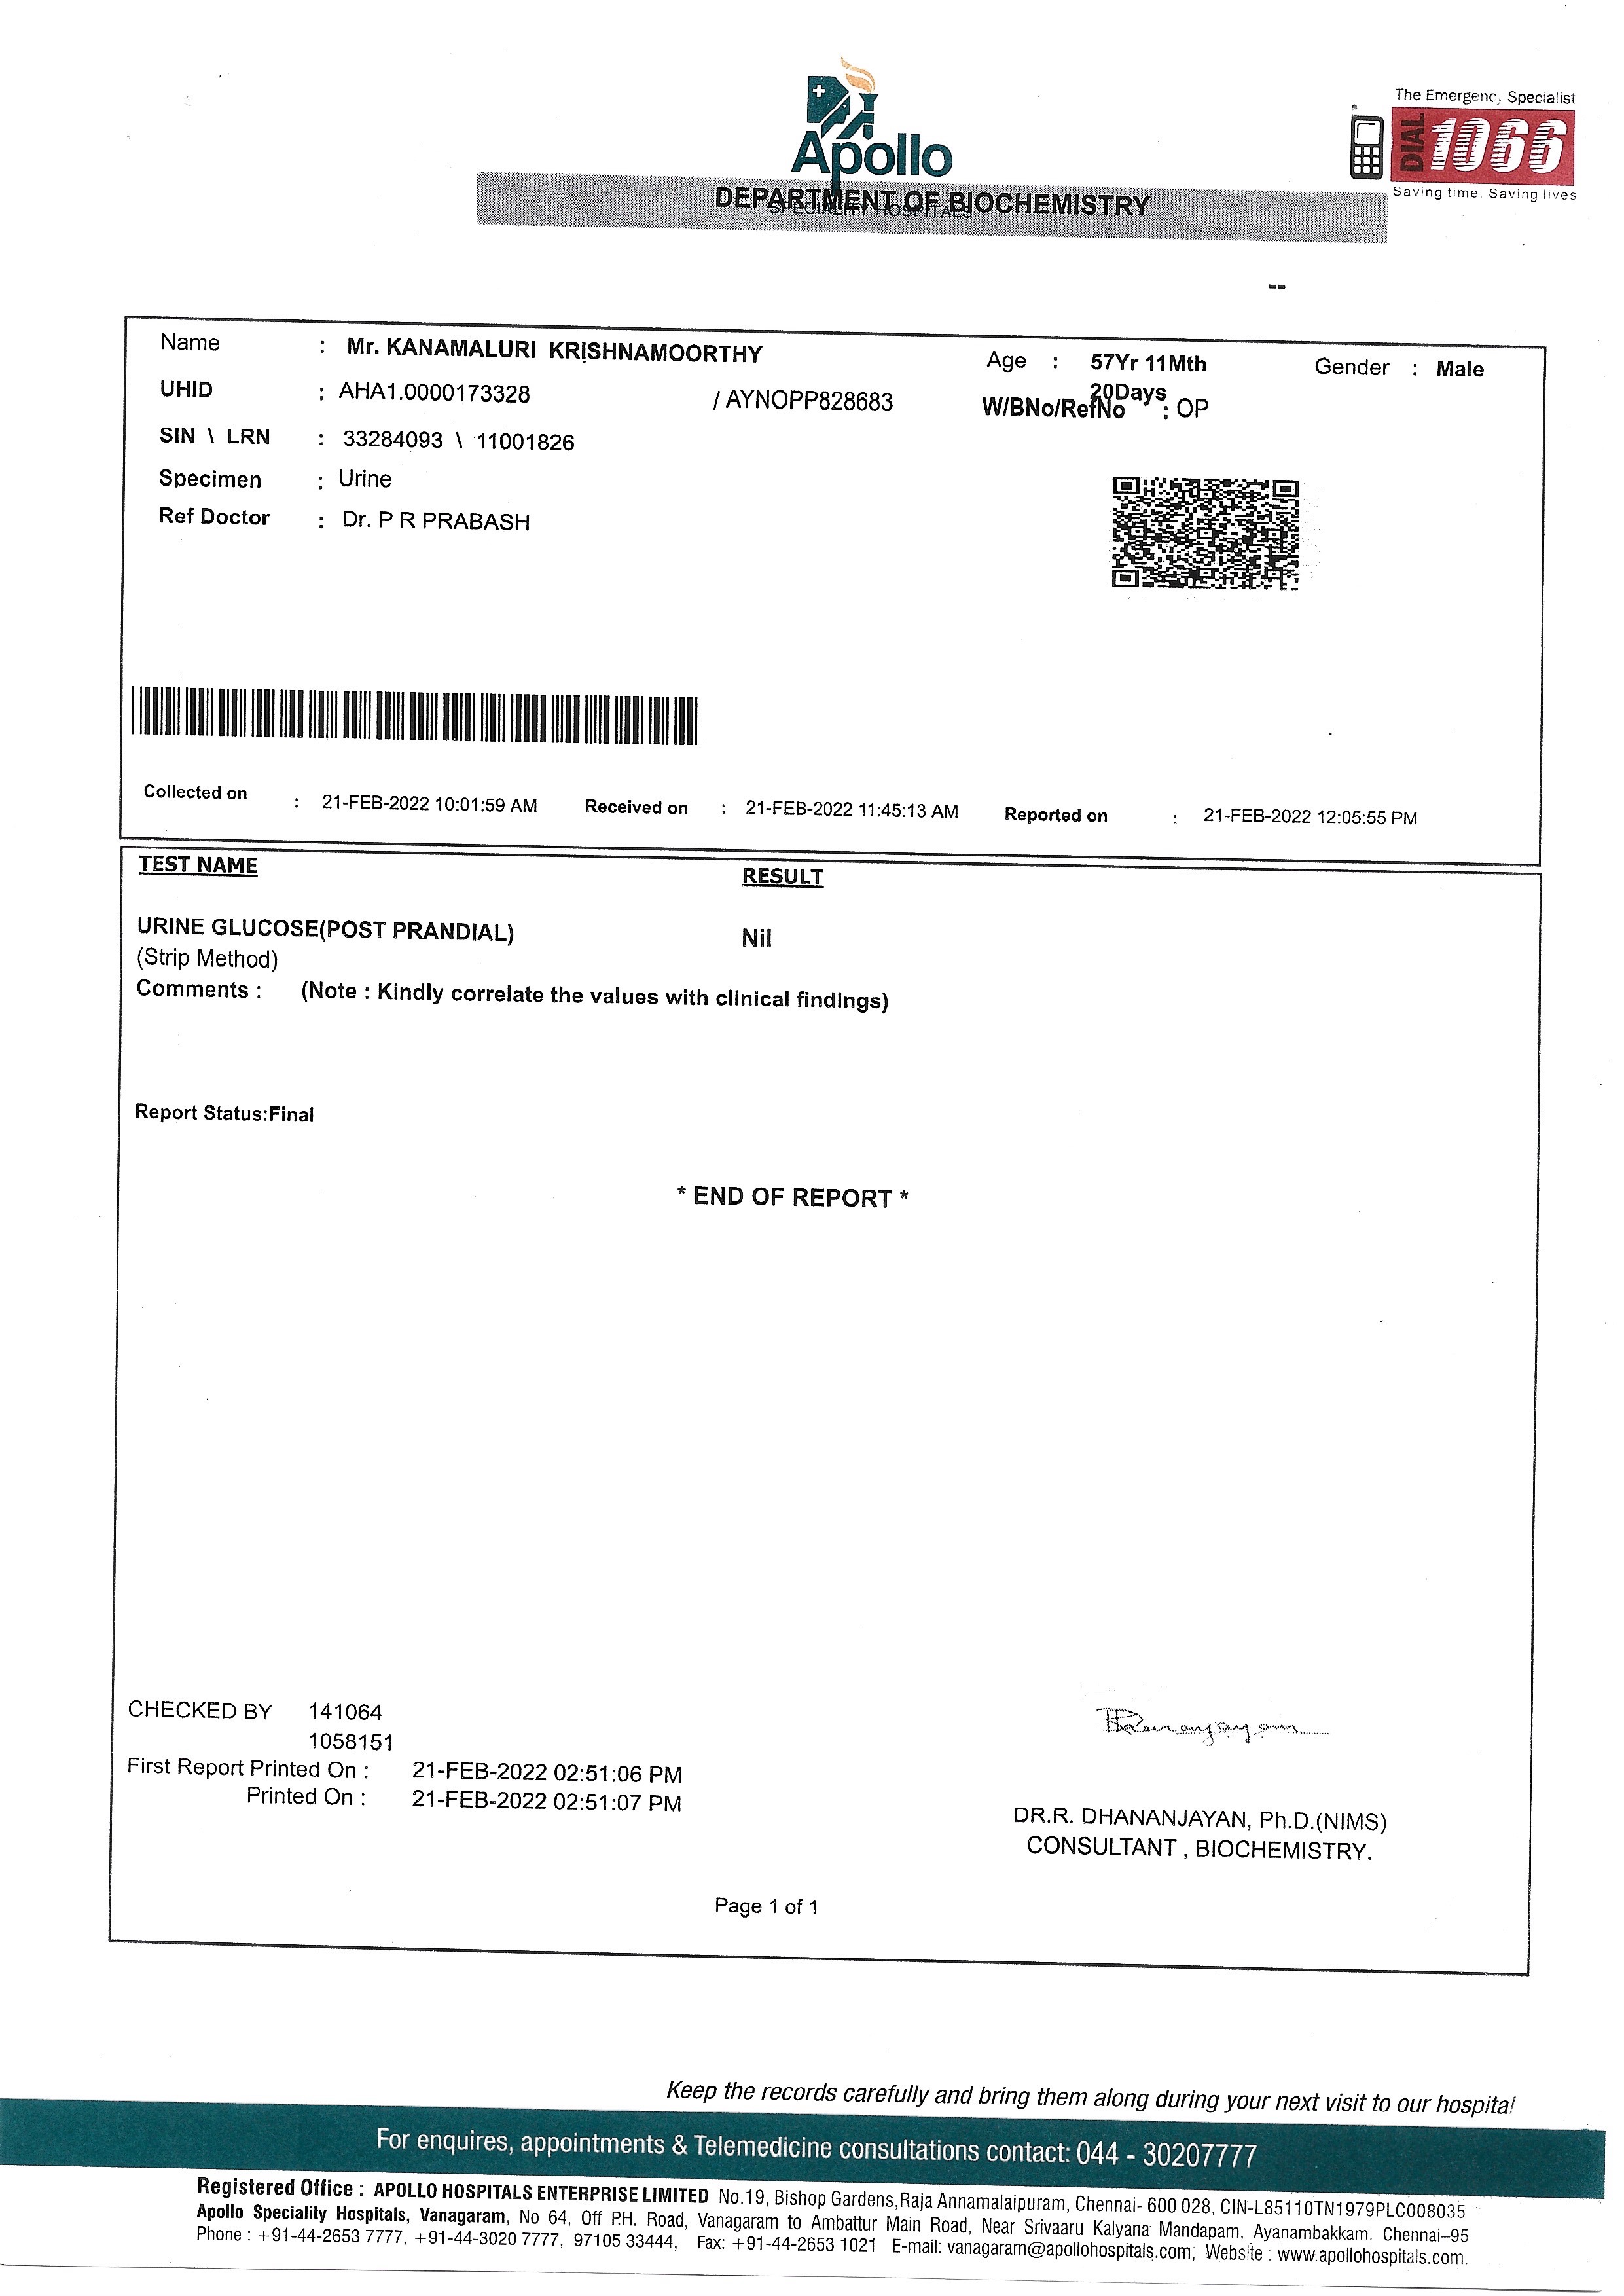 The Emergenc, Specialist
DIAL 1066
Saving time. Saving lives
Apollo
SPECIALITY HOSPITALS
DEPARTMENT OF BIOCHEMISTRY
--
Name : Mr. KANAMALURI KRISHNAMOORTHY Age : 57Yr 11Mth 20Days Gender : Male
UHID : AHA1.0000173328 / AYNOPP828683 W/BNo/RefNo : OP
SIN \ LRN : 33284093 \ 11001826
Specimen : Urine
Ref Doctor : Dr. P R PRABASH
Collected on : 21-FEB-2022 10:01:59 AM Received on : 21-FEB-2022 11:45:13 AM Reported on : 21-FEB-2022 12:05:55 PM
TEST NAME RESULT
URINE GLUCOSE(POST PRANDIAL) Nil
(Strip Method)
Comments : (Note : Kindly correlate the values with clinical findings)
Report Status:Final
* END OF REPORT *
CHECKED BY 141064
1058151
First Report Printed On : 21-FEB-2022 02:51:06 PM
Printed On : 21-FEB-2022 02:51:07 PM
DR.R. DHANANJAYAN, Ph.D.(NIMS)
CONSULTANT , BIOCHEMISTRY.
Page 1 of 1
Keep the records carefully and bring them along during your next visit to our hospital
For enquires, appointments & Telemedicine consultations contact: 044 - 30207777
Registered Office : APOLLO HOSPITALS ENTERPRISE LIMITED No.19, Bishop Gardens,Raja Annamalaipuram, Chennai- 600 028, CIN-L85110TN1979PLC008035
Apollo Speciality Hospitals, Vanagaram, No 64, Off P.H. Road, Vanagaram to Ambattur Main Road, Near Srivaaru Kalyana Mandapam, Ayanambakkam, Chennai–95
Phone : +91-44-2653 7777, +91-44-3020 7777, 97105 33444, Fax: +91-44-2653 1021 E-mail: vanagaram@apollohospitals.com, Website : www.apollohospitals.com.